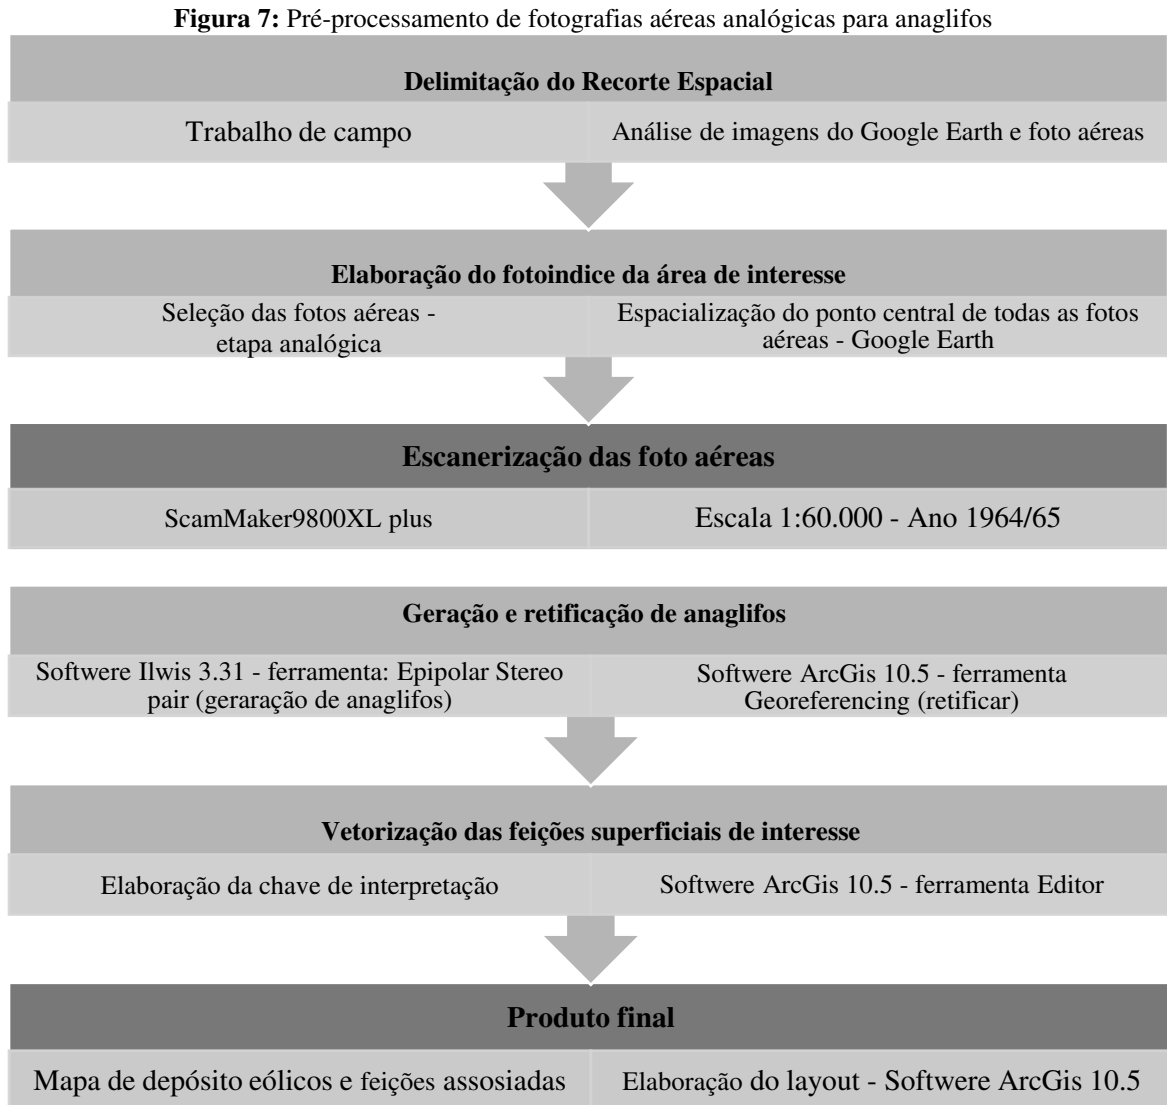 Figura 7: Pré-processamento de fotografias aéreas analógicas para anaglifos
Delimitação do Recorte Espacial
Trabalho de campo
Análise de imagens do Google Earth e foto aéreas
Elaboração do fotoindice da área de interesse
Seleção das fotos aéreas -
etapa analógica
Espacialização do ponto central de todas as fotos
aéreas - Google Earth
Escanerização das foto aéreas
ScamMaker9800XL plus
Escala 1:60.000 - Ano 1964/65
Geração e retificação de anaglifos
Softwere Ilwis 3.31 - ferramenta: Epipolar Stereo
pair (geraração de anaglifos)
Softwere ArcGis 10.5 - ferramenta
Georeferencing (retificar)
Vetorização das feições superficiais de interesse
Elaboração da chave de interpretação
Softwere ArcGis 10.5 - ferramenta Editor
Produto final
Mapa de depósito eólicos e feições assosiadas
Elaboração do layout - Softwere ArcGis 10.5